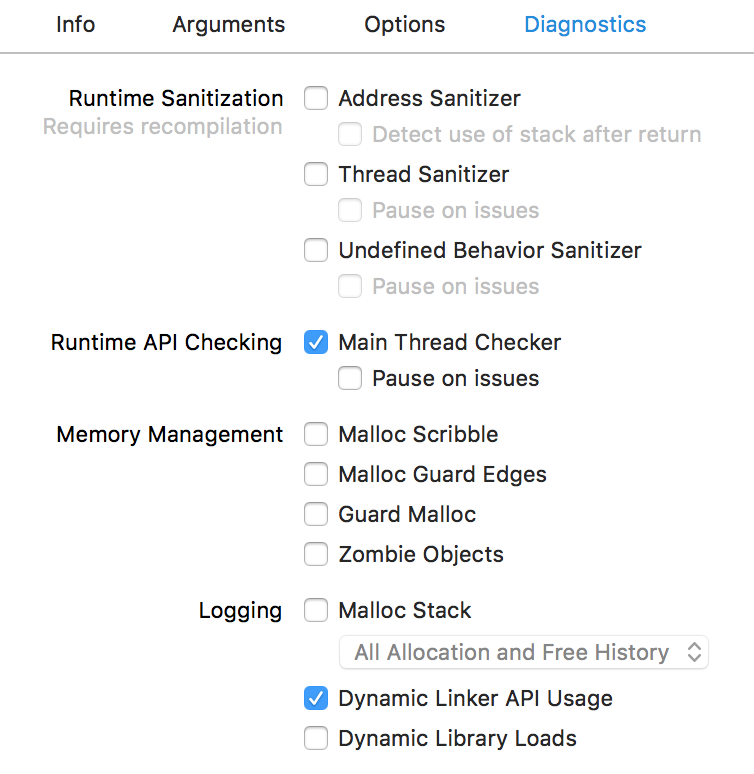 Info Arguments Options Diagnostics
Runtime Sanitization Address Sanitizer
Requires recompilation
Detect use of stack after return
Thread Sanitizer
Pause on issues
Undefined Behavior Sanitizer
Pause on issues
Runtime API Checking Main Thread Checker
Pause on issues
Memory Management Malloc Scribble
Malloc Guard Edges
Guard Malloc
Zombie Objects
Logging Malloc Stack
All Allocation and Free History
Dynamic Linker API Usage
Dynamic Library Loads